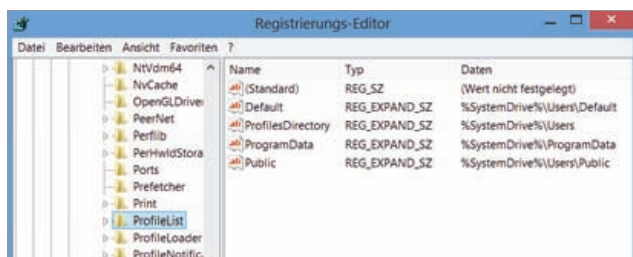 Registrierungs-Editor
Datei Bearbeiten Ansicht Favoriten ?
NtVdm64
NvCache
OpenGLDriver
PeerNet
Perflib
PerHwIdStora
Ports
Prefetcher
Print
ProfileList
ProfileLoader
ProfileNotific
Name Typ Daten
(Standard) REG_SZ (Wert nicht festgelegt)
Default REG_EXPAND_SZ %SystemDrive%\Users\Default
ProfilesDirectory REG_EXPAND_SZ %SystemDrive%\Users
ProgramData REG_EXPAND_SZ %SystemDrive%\ProgramData
Public REG_EXPAND_SZ %SystemDrive%\Users\Public